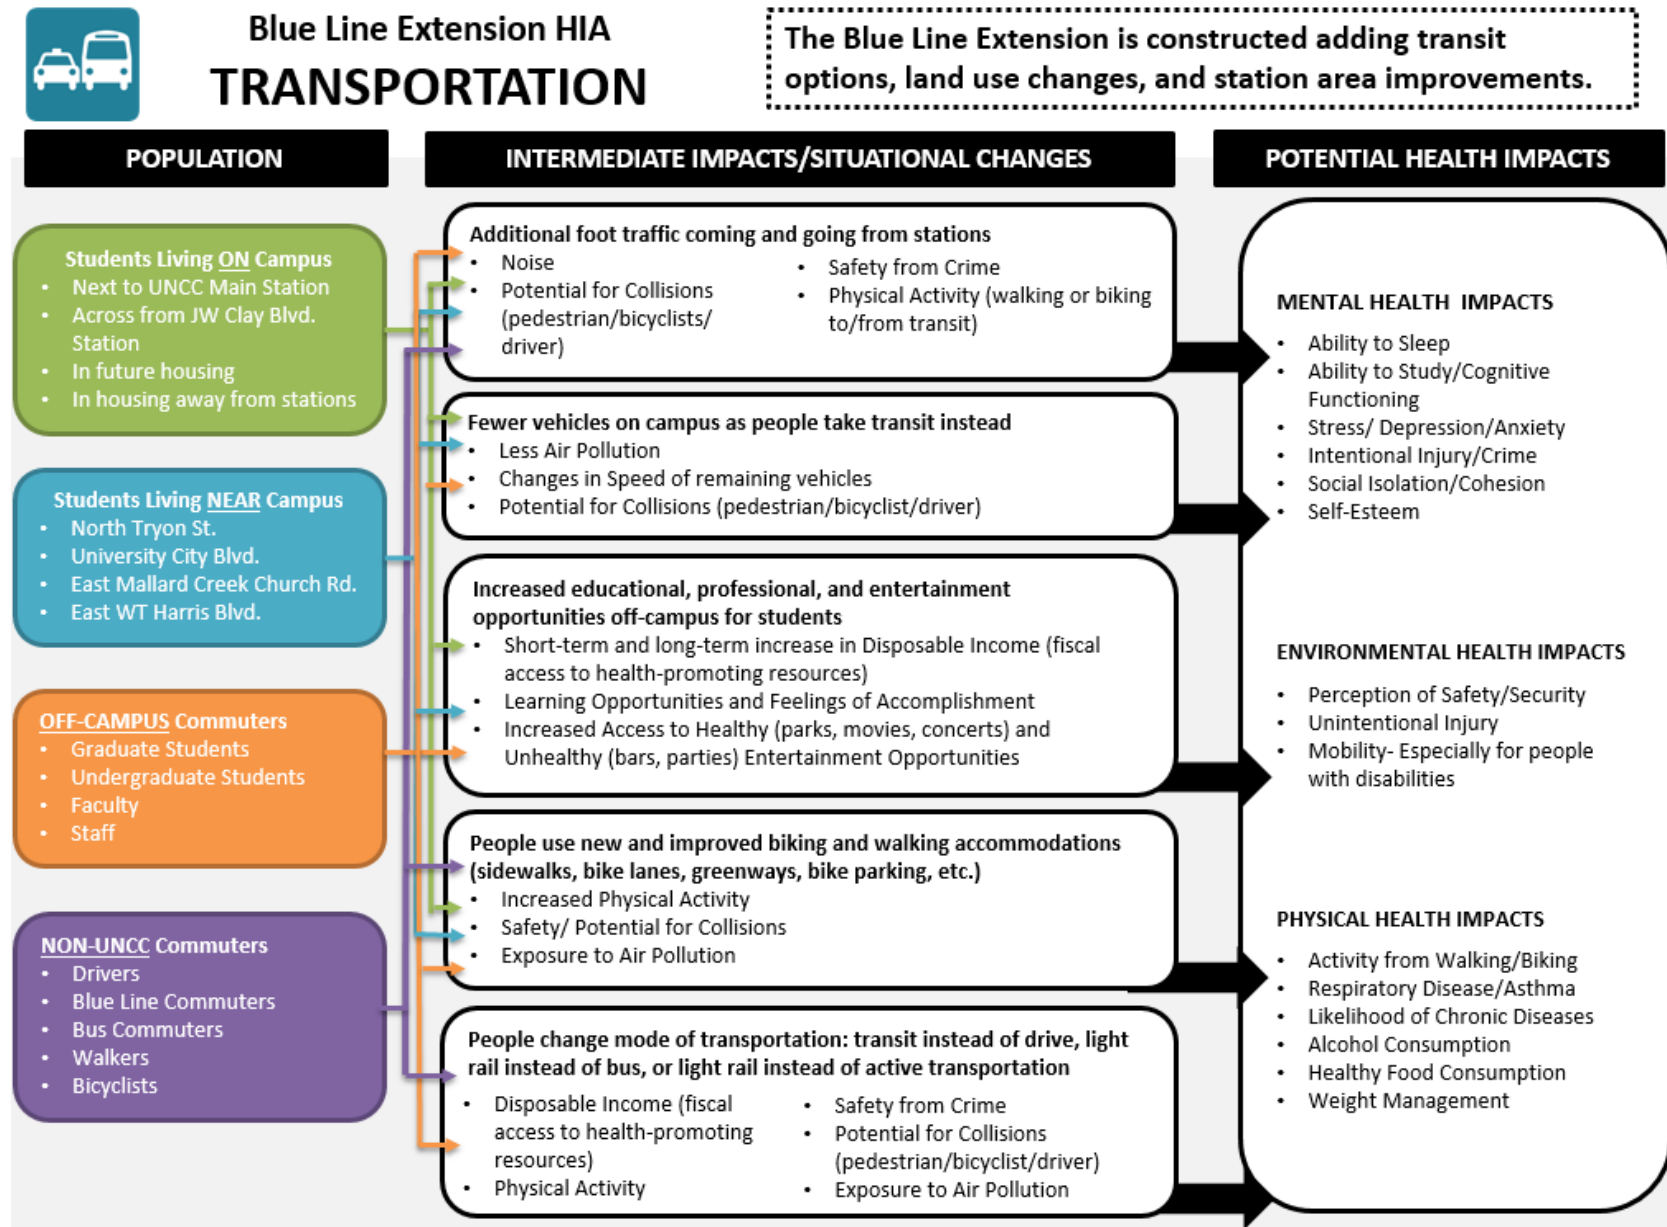 Blue Line Extension HIA
TRANSPORTATION
The Blue Line Extension is constructed adding transit
options, land use changes, and station area improvements.
POPULATION
INTERMEDIATE IMPACTS/SITUATIONAL CHANGES
POTENTIAL HEALTH IMPACTS
Students Living ON Campus
• Next to UNCC Main Station
• Across from JW Clay Blvd.
Station
• In future housing
• In housing away from stations
Students Living NEAR Campus
• North Tryon St.
• University City Blvd.
• East Mallard Creek Church Rd.
• East WT Harris Blvd.
OFF-CAMPUS Commuters
• Graduate Students
• Undergraduate Students
• Faculty
• Staff
NON-UNCC Commuters
• Drivers
• Blue Line Commuters
• Bus Commuters
• Walkers
• Bicyclists
Additional foot traffic coming and going from stations
• Noise
• Potential for Collisions
(pedestrian/bicyclists/
driver)
• Safety from Crime
• Physical Activity (walking or biking
to/from transit)
Fewer vehicles on campus as people take transit instead
• Less Air Pollution
• Changes in Speed of remaining vehicles
• Potential for Collisions (pedestrian/bicyclist/driver)
Increased educational, professional, and entertainment
opportunities off-campus for students
• Short-term and long-term increase in Disposable Income (fiscal
access to health-promoting resources)
• Learning Opportunities and Feelings of Accomplishment
• Increased Access to Healthy (parks, movies, concerts) and
Unhealthy (bars, parties) Entertainment Opportunities
People use new and improved biking and walking accommodations
(sidewalks, bike lanes, greenways, bike parking, etc.)
• Increased Physical Activity
• Safety/ Potential for Collisions
• Exposure to Air Pollution
People change mode of transportation: transit instead of drive, light
rail instead of bus, or light rail instead of active transportation
• Disposable Income (fiscal
access to health-promoting
resources)
• Physical Activity
• Safety from Crime
• Potential for Collisions
(pedestrian/bicyclist/driver)
• Exposure to Air Pollution
MENTAL HEALTH IMPACTS
• Ability to Sleep
• Ability to Study/Cognitive
Functioning
• Stress/ Depression/Anxiety
• Intentional Injury/Crime
• Social Isolation/Cohesion
• Self-Esteem
ENVIRONMENTAL HEALTH IMPACTS
• Perception of Safety/Security
• Unintentional Injury
• Mobility- Especially for people
with disabilities
PHYSICAL HEALTH IMPACTS
• Activity from Walking/Biking
• Respiratory Disease/Asthma
• Likelihood of Chronic Diseases
• Alcohol Consumption
• Healthy Food Consumption
• Weight Management